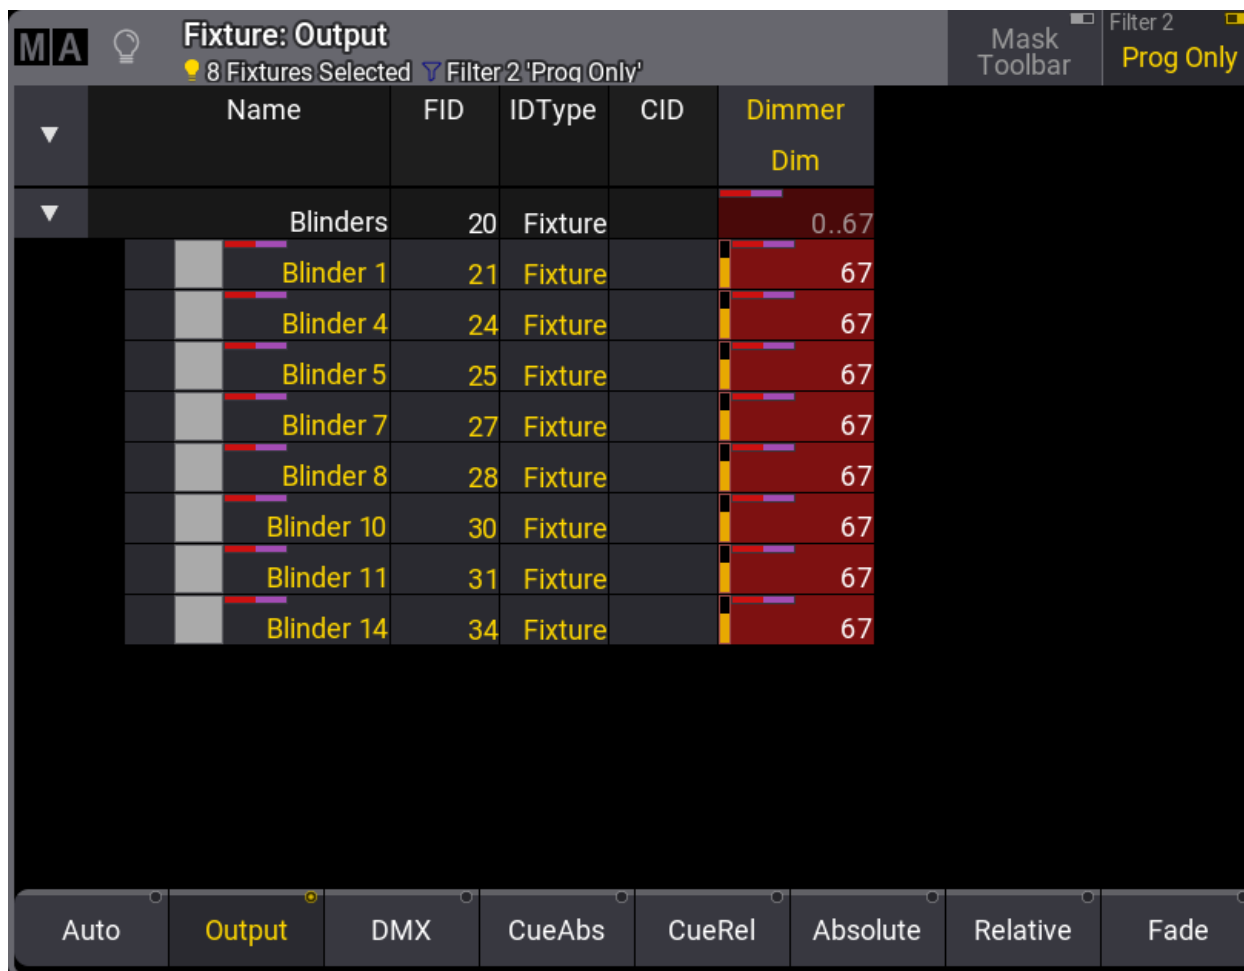 MA
Fixture: Output
8 Fixtures Selected Filter 2 'Prog Only'
Mask
Toolbar
Filter 2
Prog Only
Name FID IDType CID Dimmer
Dim
Blinders 20 Fixture 0..67
Blinder 1 21 Fixture 67
Blinder 4 24 Fixture 67
Blinder 5 25 Fixture 67
Blinder 7 27 Fixture 67
Blinder 8 28 Fixture 67
Blinder 10 30 Fixture 67
Blinder 11 31 Fixture 67
Blinder 14 34 Fixture 67
Auto Output DMX CueAbs CueRel Absolute Relative Fade